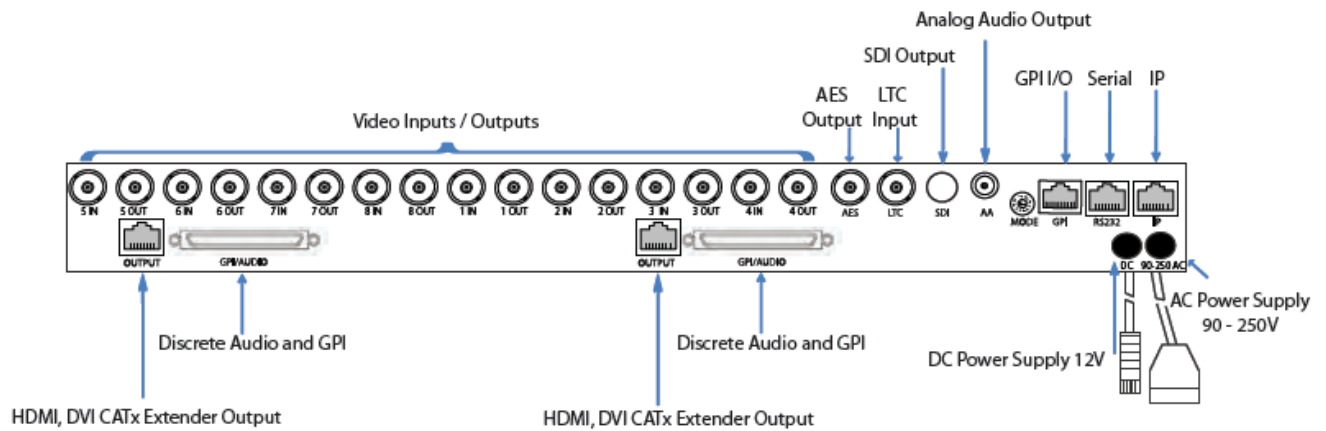 Analog Audio Output
SDI Output
GPI I/O Serial IP
AES LTC
Output Input
Video Inputs / Outputs
5 IN 5 OUT 6 IN 6 OUT 7 IN 7 OUT 8 IN 8 OUT 1 IN 1 OUT 2 IN 2 OUT 3 IN 3 OUT 4 IN 4 OUT AES LTC SDI AA MODE GPI RS232 IP
OUTPUT GPI/AUDIO OUTPUT GPI/AUDIO DC 90-250 AC
AC Power Supply
90 - 250V
Discrete Audio and GPI Discrete Audio and GPI
DC Power Supply 12V
HDMI, DVI CATx Extender Output HDMI, DVI CATx Extender Output